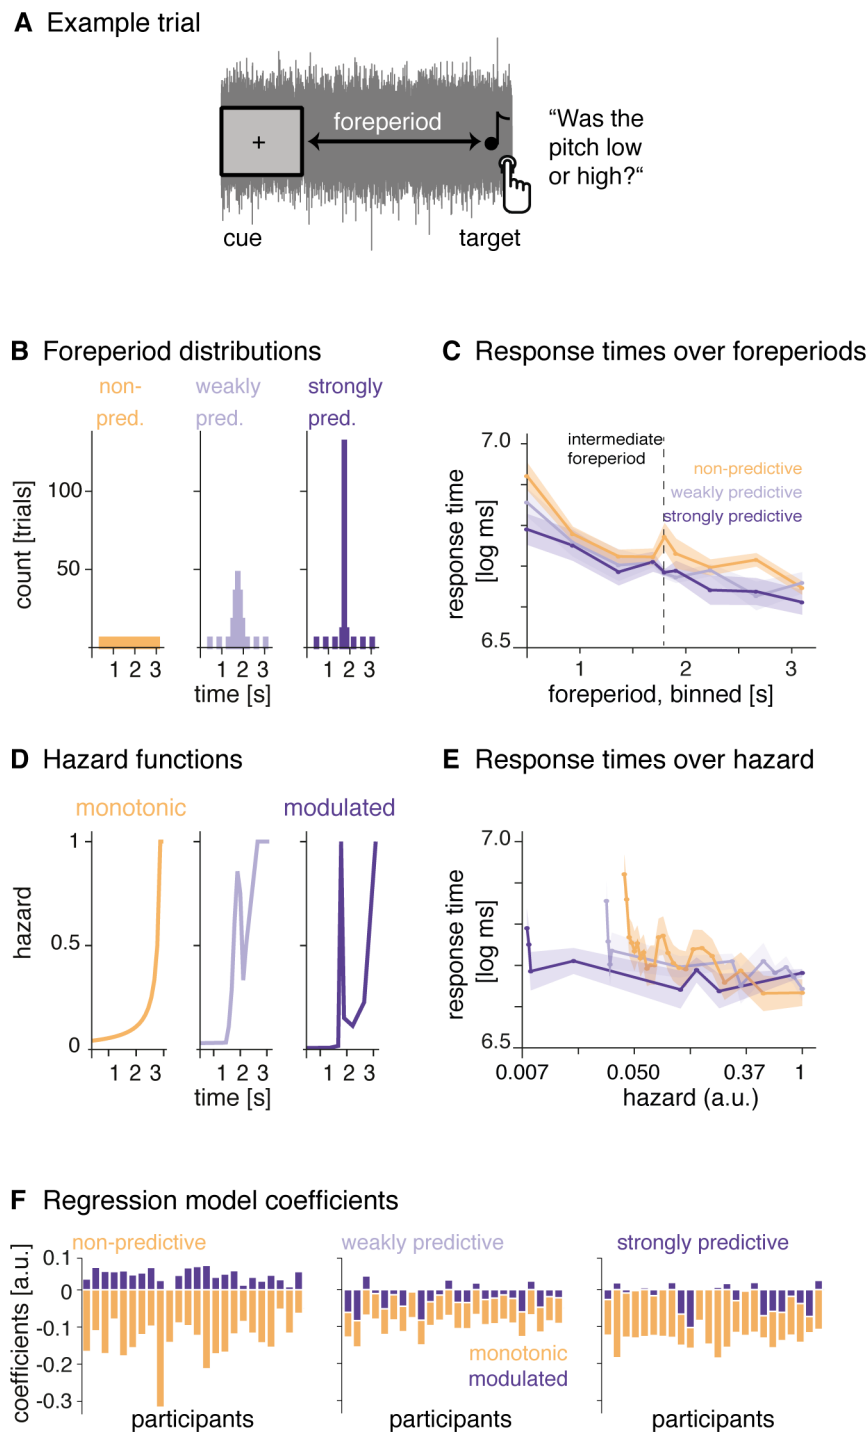 A Example trial
foreperiod
“Was the
pitch low
or high?“
+
cue
target
B Foreperiod distributions
non-
pred.
weakly
pred.
strongly
pred.
count [trials]
100
50
1 2 3
1 2 3
1 2 3
time [s]
C Response times over foreperiods
response time
[log ms]
7.0
6.5
intermediate
foreperiod
non-predictive
weakly predictive
strongly predictive
1
2
3
foreperiod, binned [s]
D Hazard functions
monotonic
modulated
hazard
1
0.5
0
1 2 3
1 2 3
1 2 3
time [s]
E Response times over hazard
response time
[log ms]
7.0
6.5
0.007
0.050
0.37
1
hazard (a.u.)
F Regression model coefficients
non-predictive
weakly predictive
strongly predictive
coefficients [a.u.]
0.1
0
-0.1
-0.2
-0.3
monotonic
modulated
participants
participants
participants